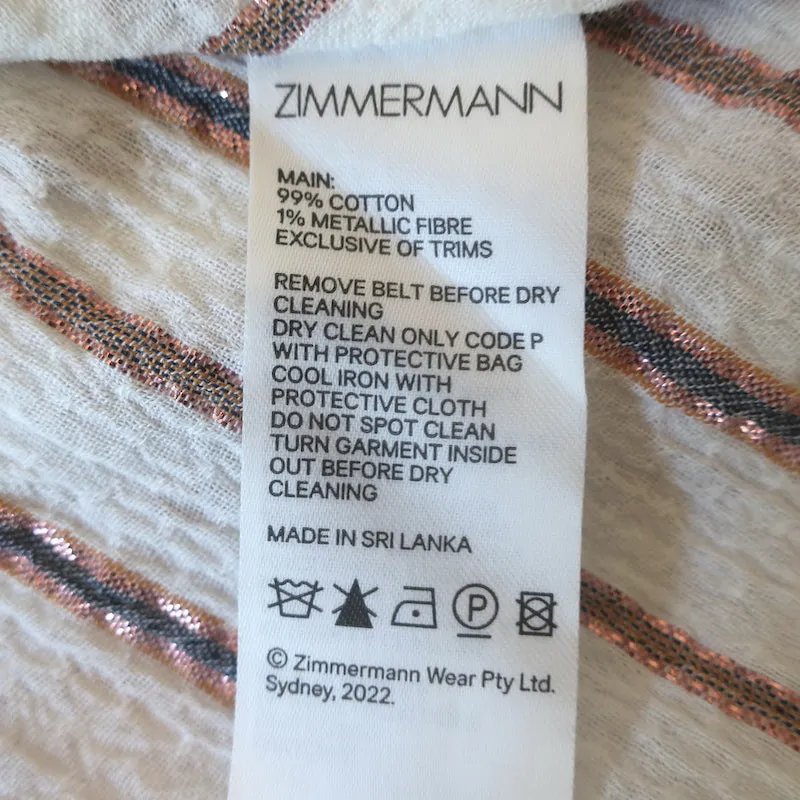 ZIMMERMANN
MAIN:
99% COTTON
1% METALLIC FIBRE
EXCLUSIVE OF TRIMS
REMOVE BELT BEFORE DRY
CLEANING
DRY CLEAN ONLY CODE P
WITH PROTECTIVE BAG
COOL IRON WITH
PROTECTIVE CLOTH
DO NOT SPOT CLEAN
TURN GARMENT INSIDE
OUT BEFORE DRY
CLEANING
MADE IN SRI LANKA
P
© Zimmermann Wear Pty Ltd.
Sydney, 2022.